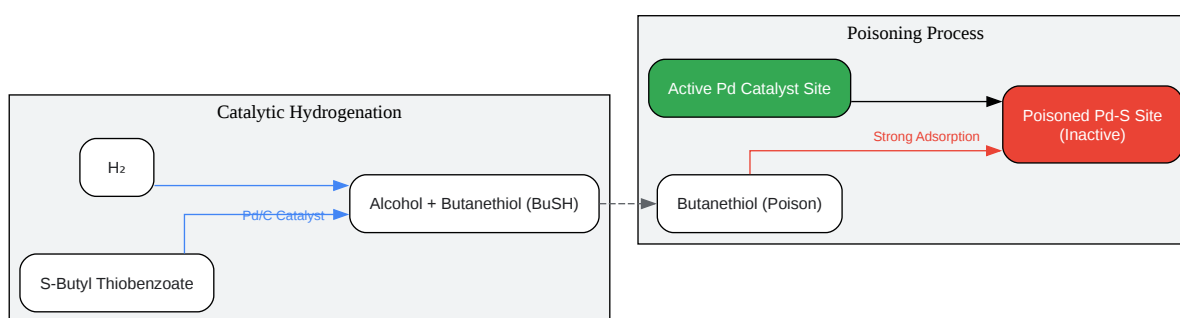 Catalytic Hydrogenation
H₂
Pd/C Catalyst
Alcohol + Butanethiol (BuSH)
S-Butyl Thiobenzoate
Poisoning Process
Active Pd Catalyst Site
Poisoned Pd-S Site
(Inactive)
Strong Adsorption
Butanethiol (Poison)